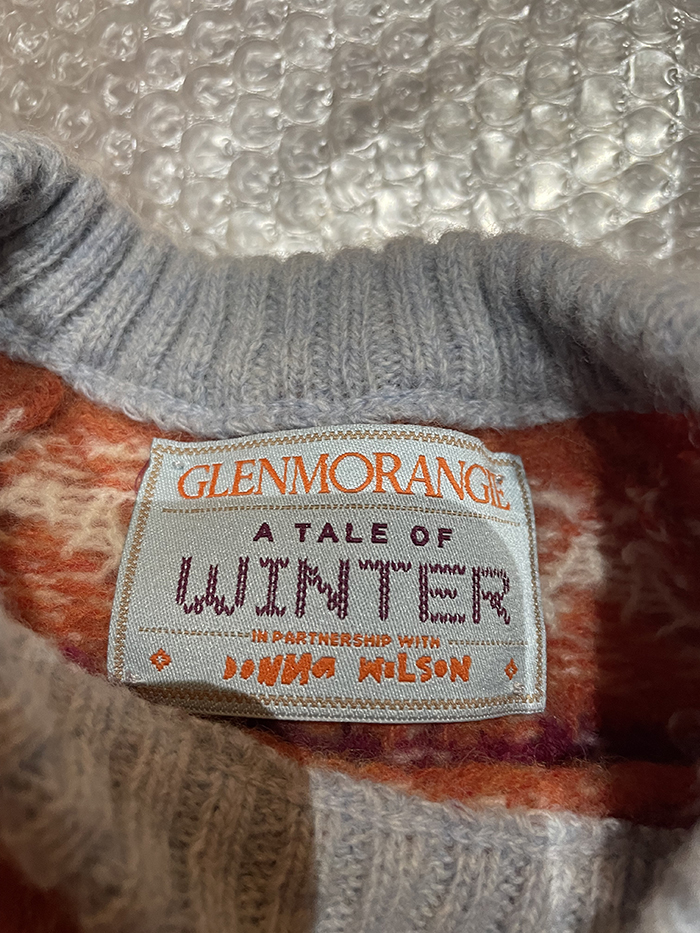 GLENMORANGIE
A TALE OF
WINTER
IN PARTNERSHIP WITH
DONNA WILSON